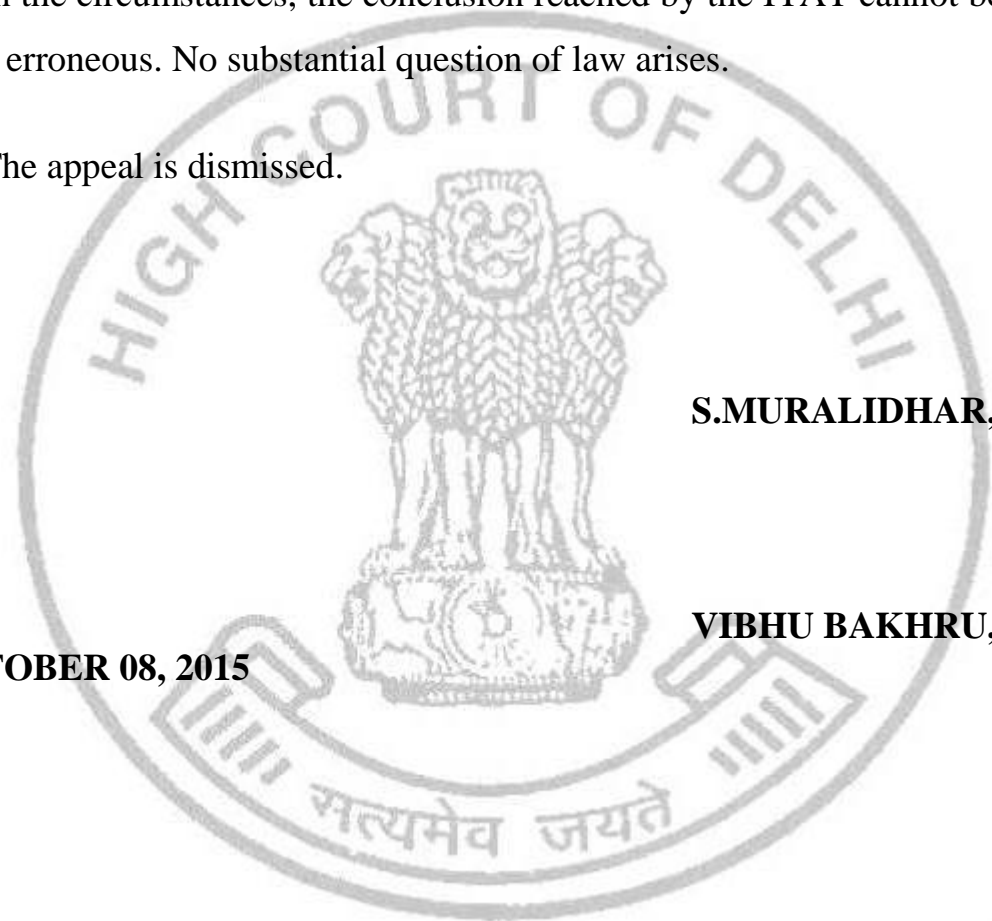 the circumstances, the conclusion reached by the ITAT cannot be
erroneous. No substantial question of law arises.
The appeal is dismissed.
HIGH COURT OF DELHI
S.MURALIDHAR,
VIBHU BAKHRU,
TOBER 08, 2015
सत्यमेव जयते